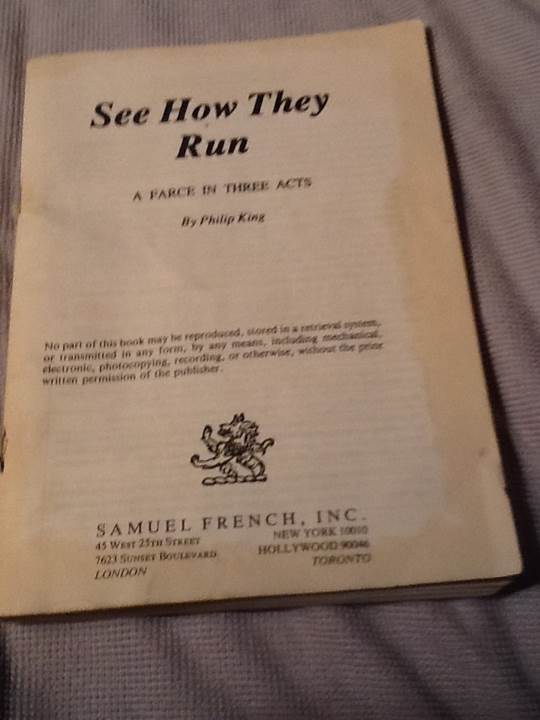 See How They
Run
A FARCE IN THREE ACTS
By Philip King
No part of this book may be reproduced, stored in a retrieval system,
or transmitted in any form, by any means, including mechanical,
electronic, photocopying, recording, or otherwise, without the prior
written permission of the publisher.
SAMUEL FRENCH, INC.
45 WEST 25TH STREET NEW YORK 10010
7623 SUNSET BOULEVARD HOLLYWOOD 90046
LONDON TORONTO